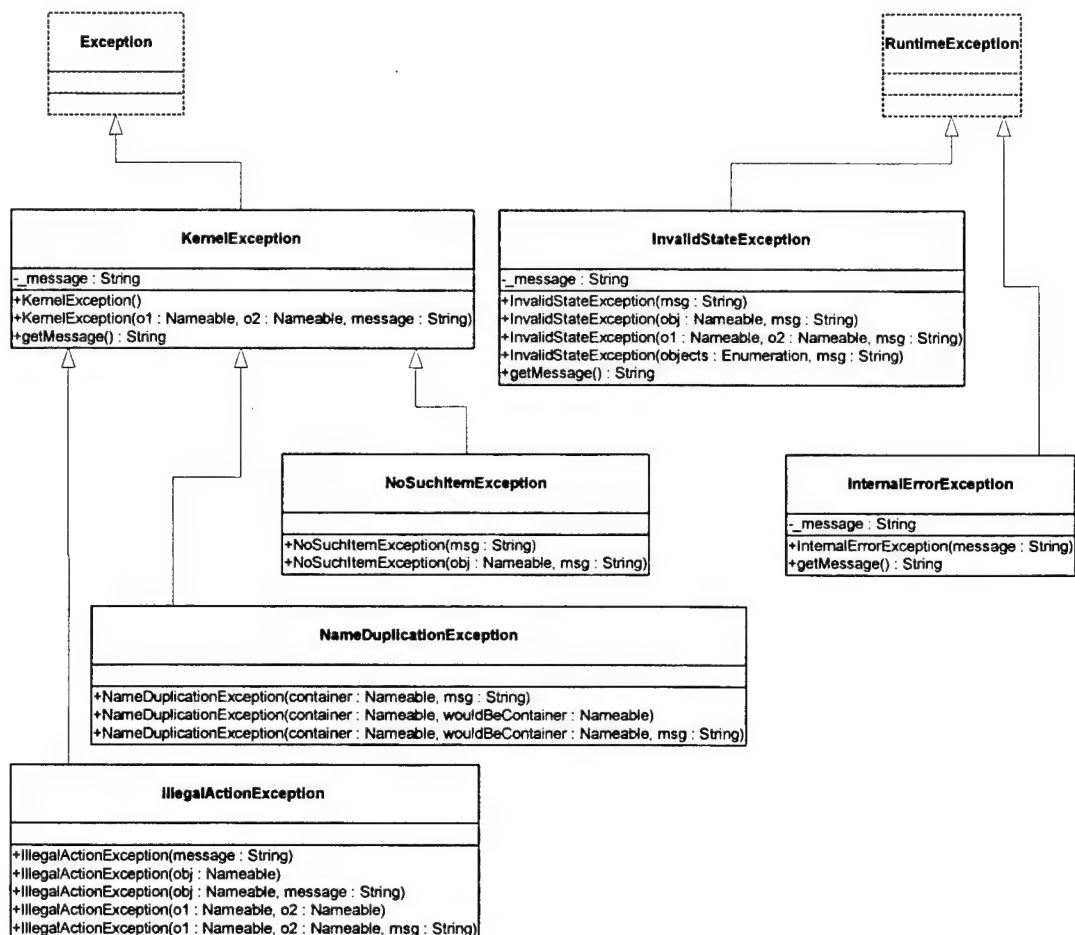 Exception
RuntimeException
KernelException
-_message : String
+KernelException()
+KernelException(o1 : Nameable, o2 : Nameable, message : String)
+getMessage() : String
InvalidStateException
-_message : String
+InvalidStateException(msg : String)
+InvalidStateException(obj : Nameable, msg : String)
+InvalidStateException(o1 : Nameable, o2 : Nameable, msg : String)
+InvalidStateException(objects : Enumeration, msg : String)
+getMessage() : String
NoSuchItemException
+NoSuchItemException(msg : String)
+NoSuchItemException(obj : Nameable, msg : String)
InternalErrorException
-_message : String
+InternalErrorException(message : String)
+getMessage() : String
NameDuplicationException
+NameDuplicationException(container : Nameable, msg : String)
+NameDuplicationException(container : Nameable, wouldBeContainer : Nameable)
+NameDuplicationException(container : Nameable, wouldBeContainer : Nameable, msg : String)
IllegalActionException
+IllegalActionException(message : String)
+IllegalActionException(obj : Nameable)
+IllegalActionException(obj : Nameable, message : String)
+IllegalActionException(o1 : Nameable, o2 : Nameable)
+IllegalActionException(o1 : Nameable, o2 : Nameable, msg : String)